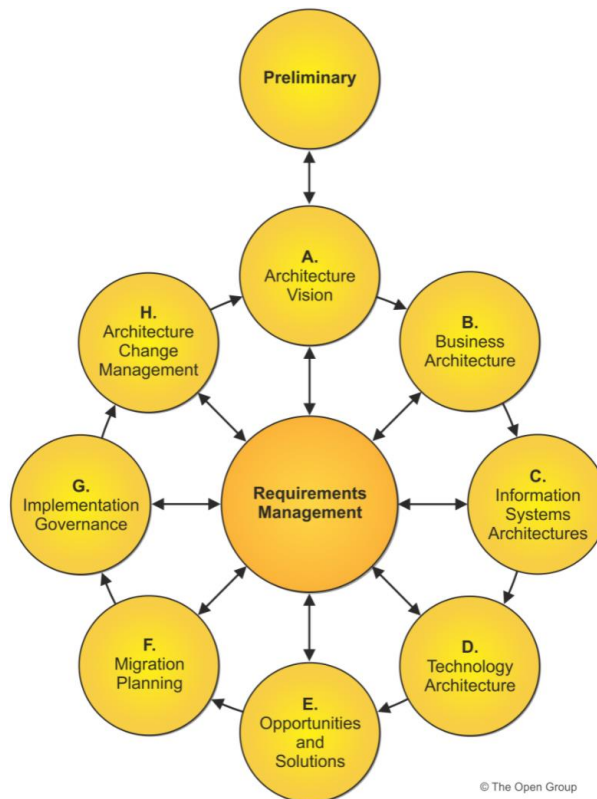 Preliminary
A.
Architecture
Vision
B.
Business
Architecture
C.
Information
Systems
Architectures
D.
Technology
Architecture
E.
Opportunities
and
Solutions
F.
Migration
Planning
G.
Implementation
Governance
H.
Architecture
Change
Management
Requirements
Management
© The Open Group